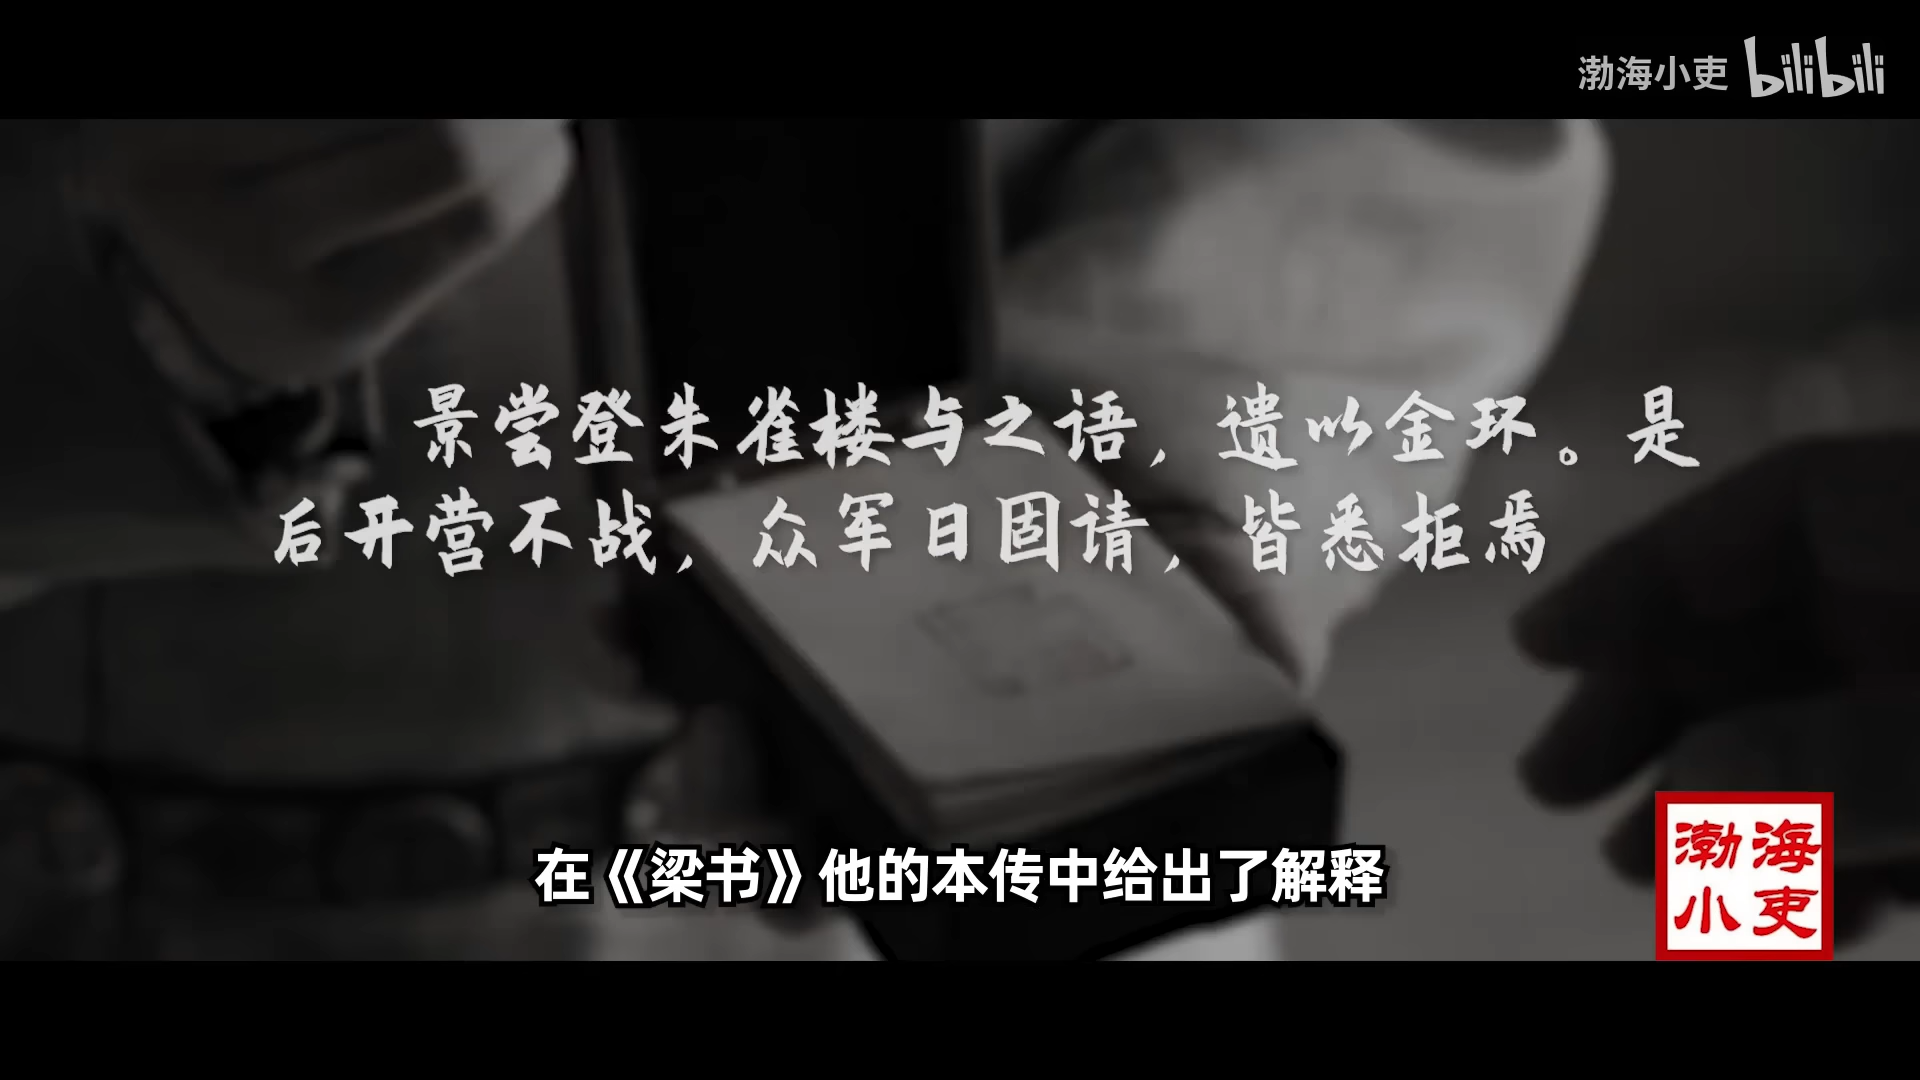 渤海小吏 bilibili
景尝登朱雀楼与之语，遗以金环。是
后开营不战，众军日固请，皆悉拒焉
在《梁书》他的本传中给出了解释
渤海
小吏